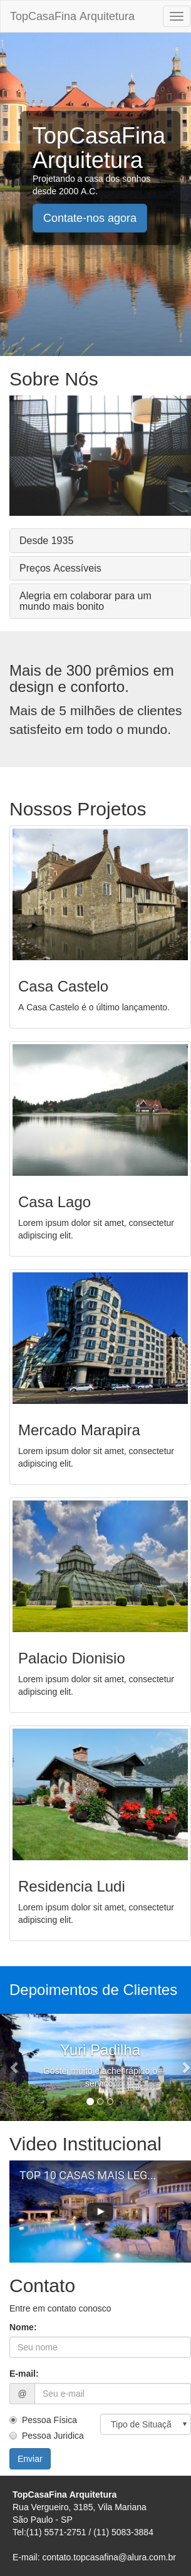 TopCasaFina Arquitetura
TopCasaFina
Arquitetura
Projetando a casa dos sonhos
desde 2000 A.C.
Contate-nos agora
Sobre Nós
Desde 1935
Preços Acessíveis
Alegria em colaborar para um
mundo mais bonito
Mais de 300 prêmios em
design e conforto.
Mais de 5 milhões de clientes
satisfeito em todo o mundo.
Nossos Projetos
Casa Castelo
A Casa Castelo é o último lançamento.
Casa Lago
Lorem ipsum dolor sit amet, consectetur
adipiscing elit.
Mercado Marapira
Lorem ipsum dolor sit amet, consectetur
adipiscing elit.
Palacio Dionisio
Lorem ipsum dolor sit amet, consectetur
adipiscing elit.
Residencia Ludi
Lorem ipsum dolor sit amet, consectetur
adipiscing elit.
Depoimentos de Clientes
Yuri Padilha
Gostei muito, achei rápido o
serviço!
Video Institucional
TOP 10 CASAS MAIS LEG...
Contato
Entre em contato conosco
Nome:
Seu nome
E-mail:
@ Seu e-mail
Pessoa Física
Tipo de Situaçã
Pessoa Juridica
Enviar
TopCasaFina Arquitetura
Rua Vergueiro, 3185, Vila Mariana
São Paulo - SP
Tel:(11) 5571-2751 / (11) 5083-3884
E-mail: contato.topcasafina@alura.com.br